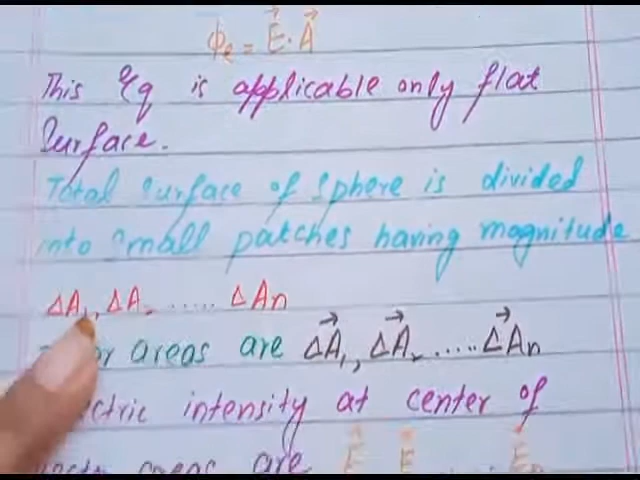 ϕe = E⃗ · A⃗
This Eq is applicable only flat
Surface.
Total Surface of Sphere is divided
into Small patches having magnitude
ΔA₁, ΔA₂ ..... ΔAn
areas are ΔA⃗₁, ΔA⃗₂ ..... ΔA⃗n
intensity at center of
areas are